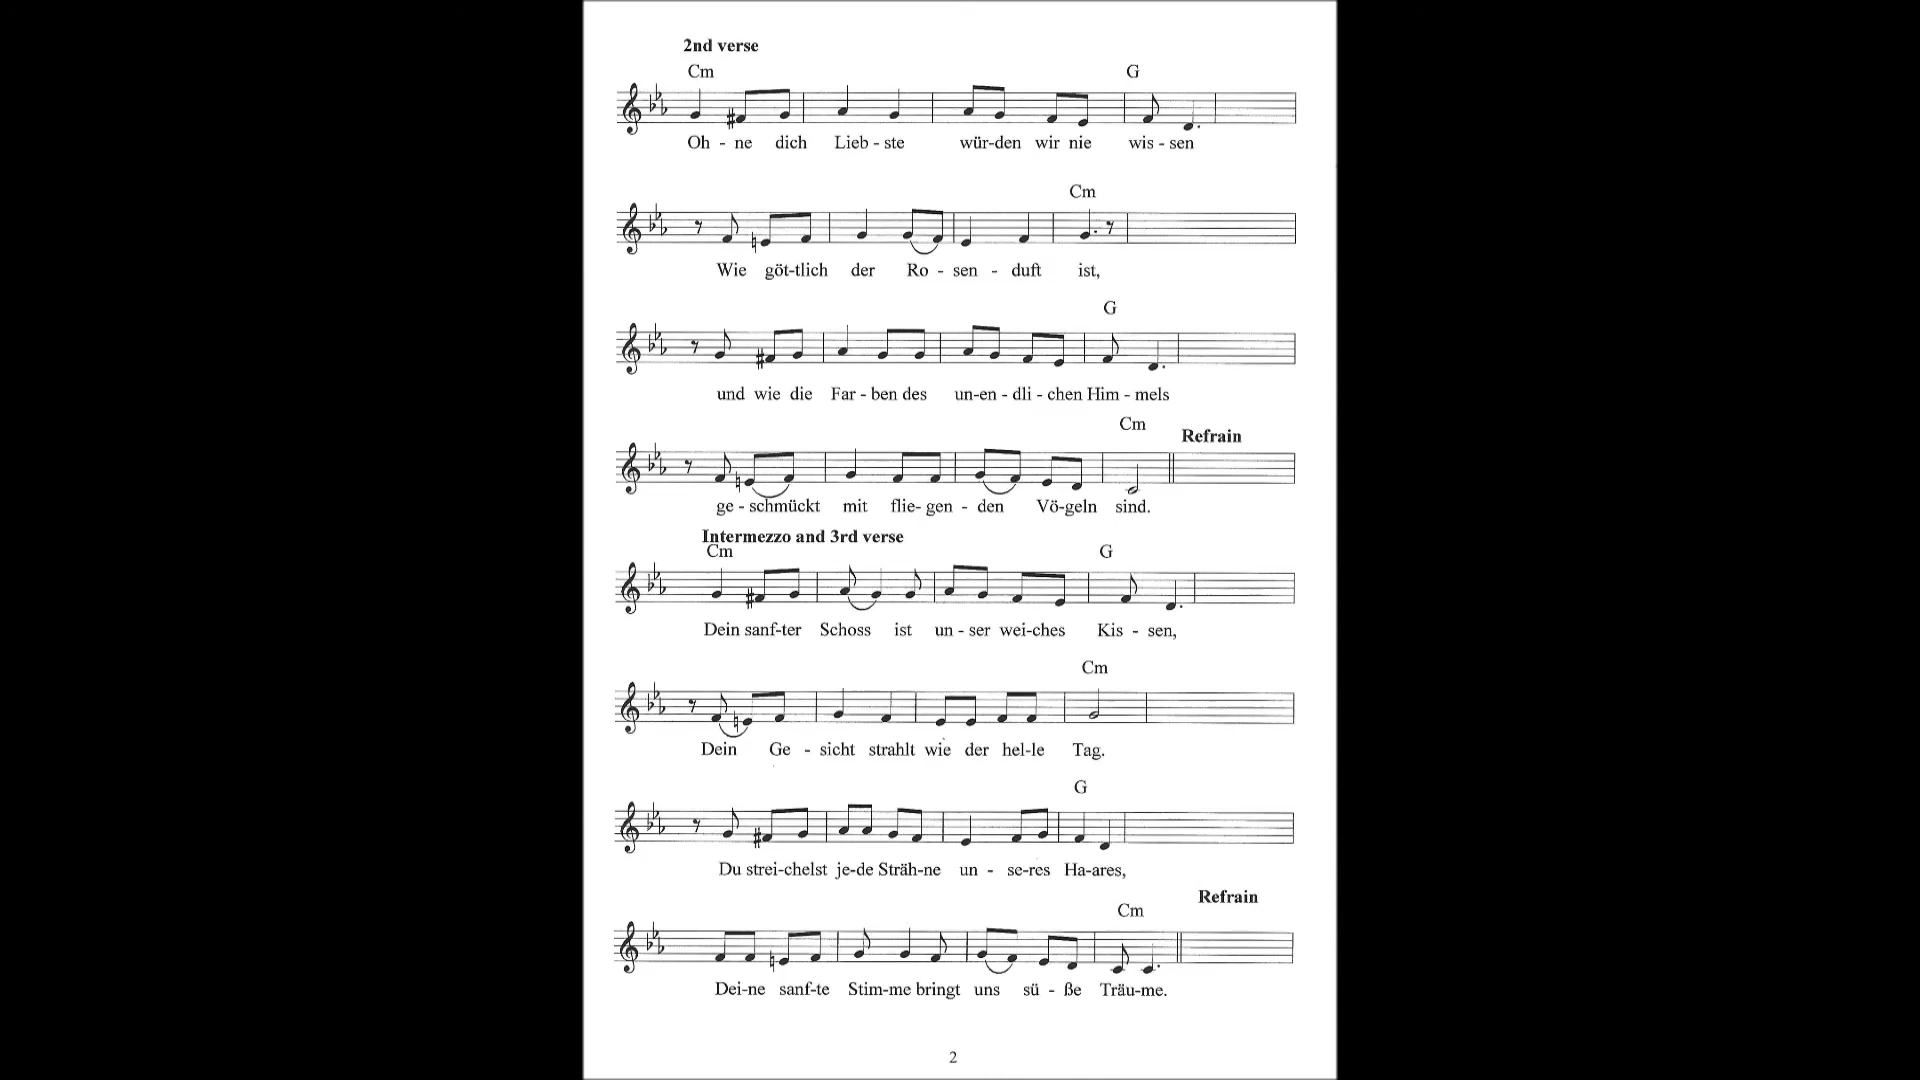 2nd verse
Cm G
Oh - ne dich Lieb - ste wür-den wir nie wis - sen
Cm
Wie göt-tlich der Ro - sen - duft ist,
G
und wie die Far - ben des un-en - dli - chen Him - mels
Cm Refrain
ge - schmückt mit flie- gen - den Vö-geln sind.
Intermezzo and 3rd verse
Cm G
Dein sanf-ter Schoss ist un - ser wei-ches Kis - sen,
Cm
Dein Ge - sicht strahlt wie der hel-le Tag.
G
Du strei-chelst je-de Sträh-ne un - se-res Ha-ares,
Refrain
Cm
Dei-ne sanf-te Stim-me bringt uns sü - ße Träu-me.
2